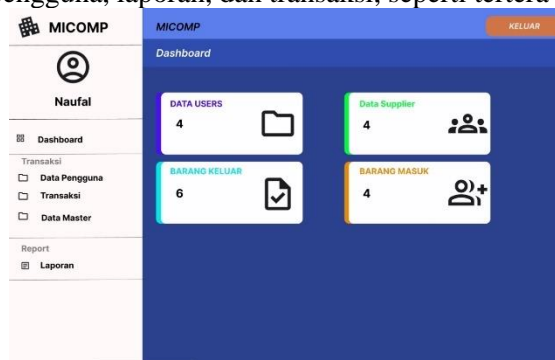 engguna, laporan, dan transaksi, seperti tertera
MICOMP
MICOMP
KELUAR
Dashboard
Naufal
Dashboard
Transaksi
Data Pengguna
Transaksi
Data Master
Report
Laporan
DATA USERS
4
Data Supplier
4
BARANG KELUAR
6
BARANG MASUK
4